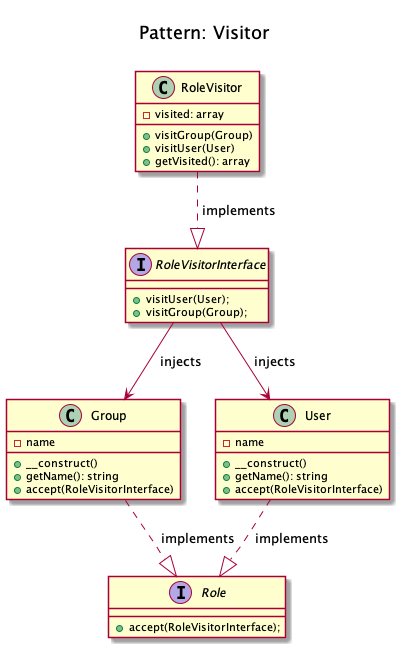 Pattern: Visitor
C RoleVisitor
visited: array
visitGroup(Group)
visitUser(User)
getVisited(): array
implements
I RoleVisitorInterface
visitUser(User);
visitGroup(Group);
injects
injects
C Group
name
__construct()
getName(): string
accept(RoleVisitorInterface)
C User
name
__construct()
getName(): string
accept(RoleVisitorInterface)
implements
implements
I Role
accept(RoleVisitorInterface);